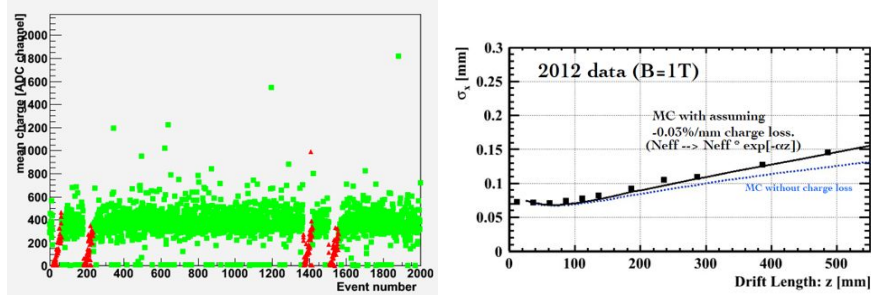 mean charge [ADC channel]
2000
1800
1600
1400
1200
1000
800
600
400
200
0
0 200 400 600 800 1000 1200 1400 1600 1800 2000
Event number
σx [mm]
0.3
0.25
0.2
0.15
0.1
0.05
0
2012 data (B=1T)
MC with assuming
-0.03%/mm charge loss.
(Neff --> Neff ° exp[-αz])
MC without charge loss
0 100 200 300 400 500
Drift Length: z [mm]